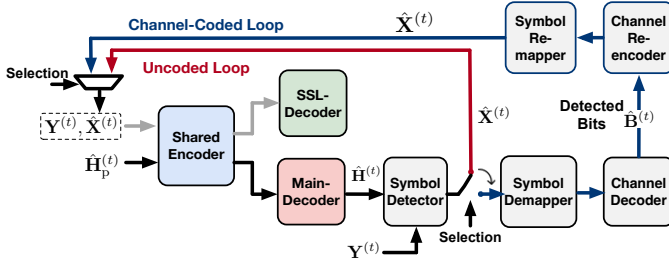 Channel-Coded Loop
X̂^(t)
Symbol
Re-
mapper
Channel
Re-
encoder
Uncoded Loop
Selection
SSL-
Decoder
Y^(t), X̂^(t)
Shared
Encoder
X̂^(t)
Detected
Bits
B̂^(t)
Ĥ_p^(t)
Main-
Decoder
Ĥ^(t)
Symbol
Detector
Symbol
Demapper
Channel
Decoder
Y^(t)
Selection